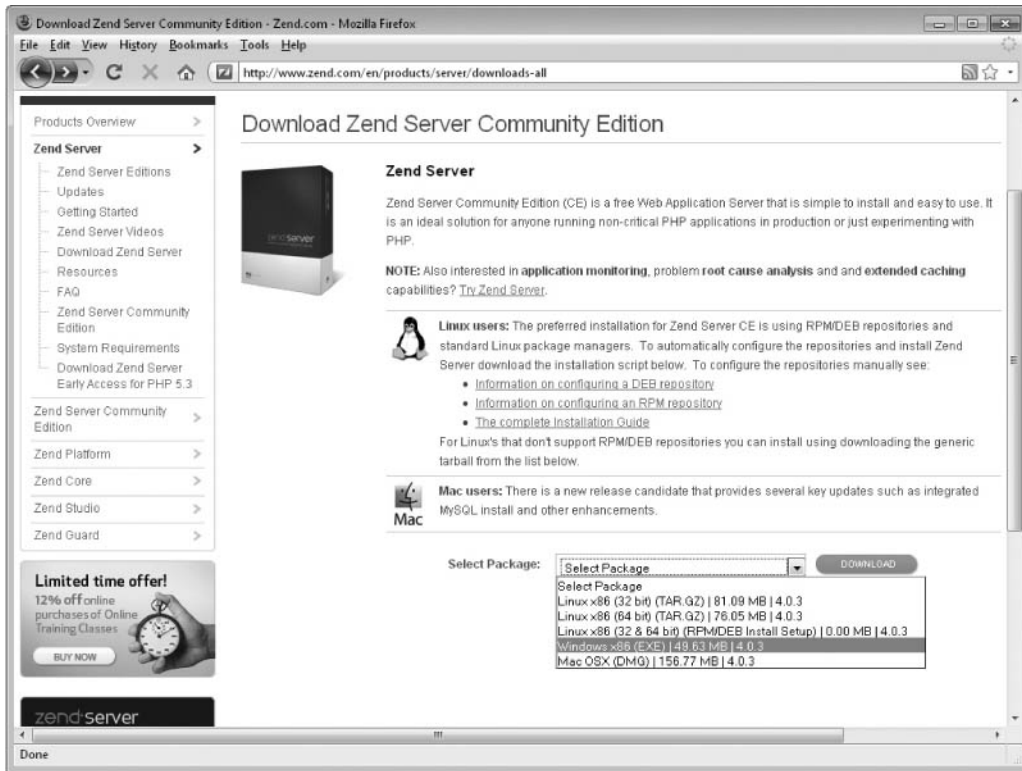 Download Zend Server Community Edition - Zend.com - Mozilla Firefox
File Edit View History Bookmarks Tools Help
http://www.zend.com/en/products/server/downloads-all
Products Overview
Zend Server
Zend Server Editions
Updates
Getting Started
Zend Server Videos
Download Zend Server
Resources
FAQ
Zend Server Community
Edition
System Requirements
Download Zend Server
Early Access for PHP 5.3
Zend Server Community
Edition
Zend Platform
Zend Core
Zend Studio
Zend Guard
Limited time offer!
12% off online
purchases of Online
Training Classes
BUY NOW
zend server
Download Zend Server Community Edition
zend server
Zend Server
Zend Server Community Edition (CE) is a free Web Application Server that is simple to install and easy to use. It
is an ideal solution for anyone running non-critical PHP applications in production or just experimenting with
PHP.
NOTE: Also interested in application monitoring, problem root cause analysis and and extended caching
capabilities? Try Zend Server.
Linux users: The preferred installation for Zend Server CE is using RPM/DEB repositories and
standard Linux package managers. To automatically configure the repositories and install Zend
Server download the installation script below. To configure the repositories manually see:
• Information on configuring a DEB repository
• Information on configuring an RPM repository
• The complete Installation Guide
For Linux's that don't support RPM/DEB repositories you can install using downloading the generic
tarball from the list below.
Mac users: There is a new release candidate that provides several key updates such as integrated
MySQL install and other enhancements.
Mac
Select Package: Select Package DOWNLOAD
Select Package
Linux x86 (32 bit) (TAR.GZ) | 81.09 MB | 4.0.3
Linux x86 (64 bit) (TAR.GZ) | 76.05 MB | 4.0.3
Linux x86 (32 & 64 bit) (RPM/DEB Install Setup) | 0.00 MB | 4.0.3
Windows x86 (EXE) | 49.63 MB | 4.0.3
Mac OSX (DMG) | 156.77 MB | 4.0.3
Done